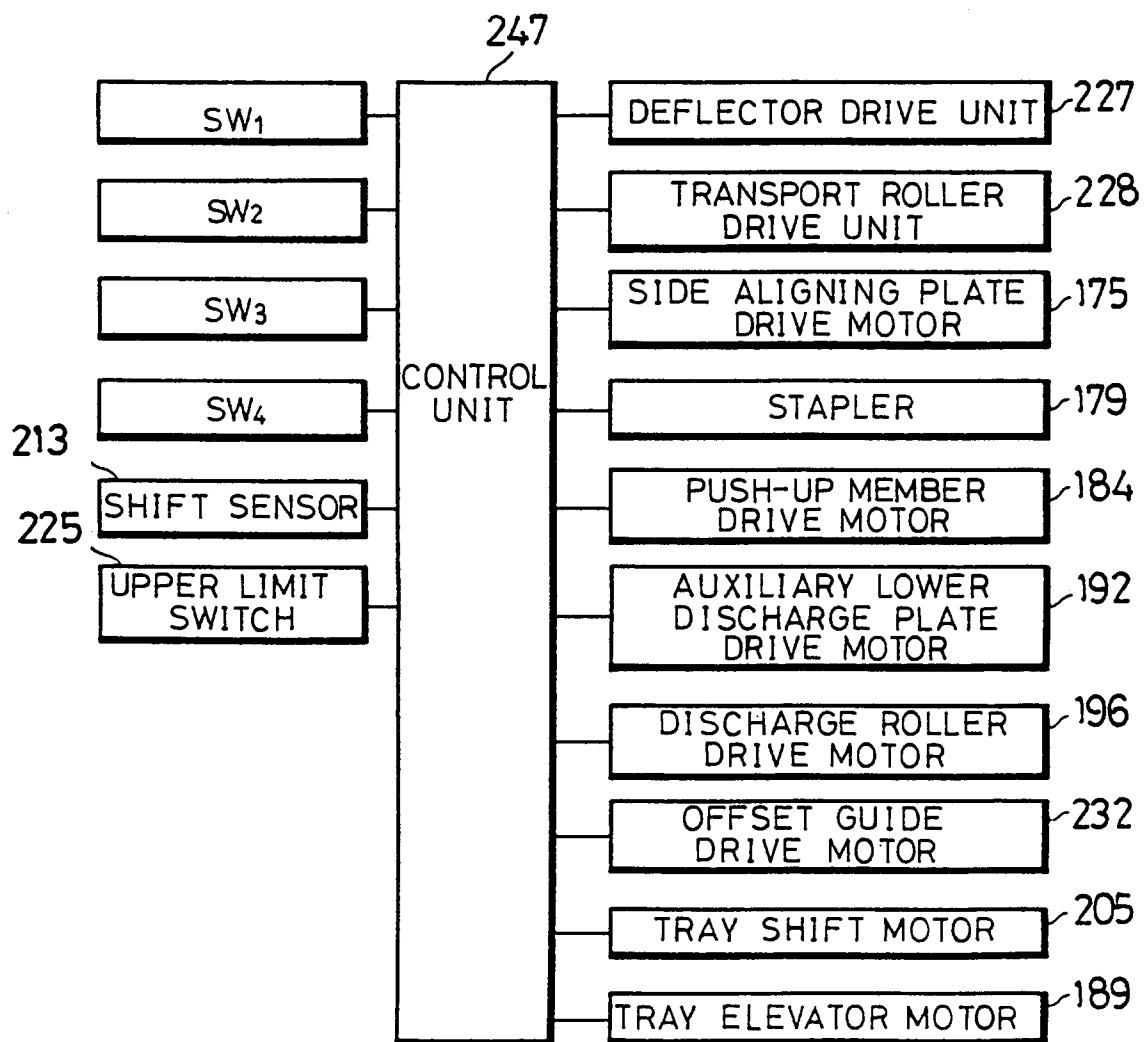 247
SW1
SW2
SW3
SW4
213
SHIFT SENSOR
225
UPPER LIMIT
SWITCH
CONTROL
UNIT
DEFLECTOR DRIVE UNIT
227
TRANSPORT ROLLER
DRIVE UNIT
228
SIDE ALIGNING PLATE
DRIVE MOTOR
175
STAPLER
179
PUSH-UP MEMBER
DRIVE MOTOR
184
AUXILIARY LOWER
DISCHARGE PLATE
DRIVE MOTOR
192
DISCHARGE ROLLER
DRIVE MOTOR
196
OFFSET GUIDE
DRIVE MOTOR
232
TRAY SHIFT MOTOR
205
TRAY ELEVATOR MOTOR
189